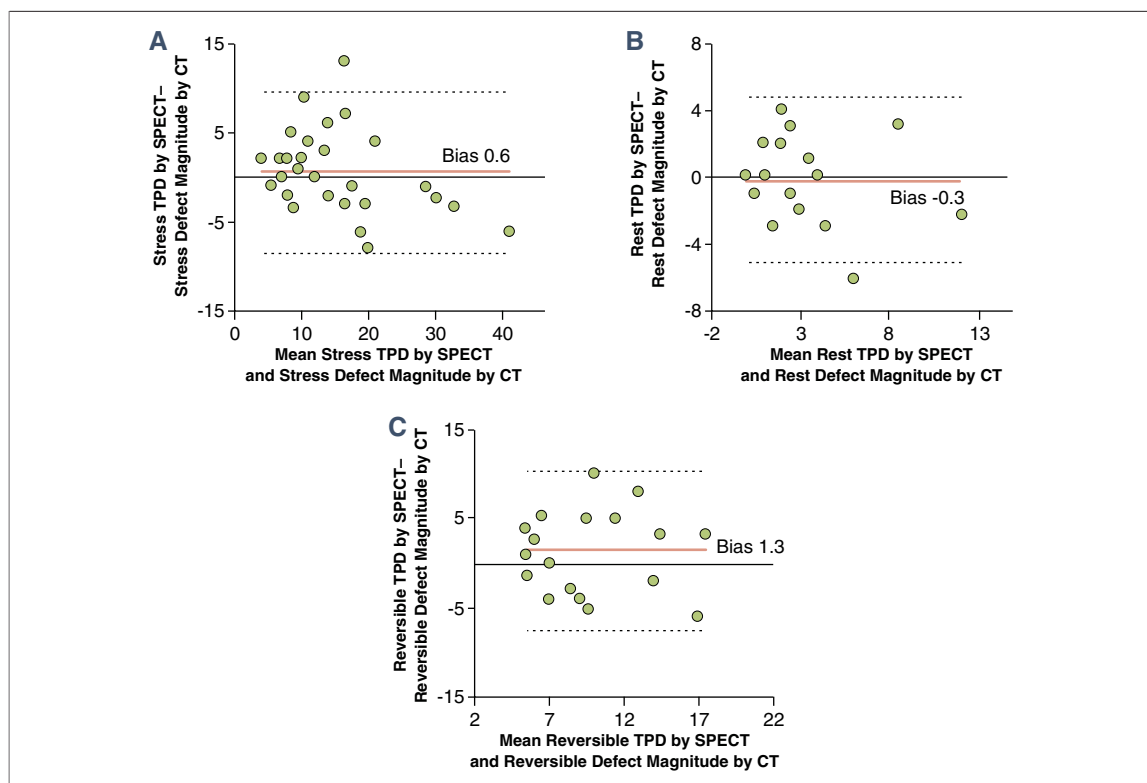 A
Stress TPD by SPECT–
Stress Defect Magnitude by CT
15
5
-5
-15
Bias 0.6
0
10
20
30
40
Mean Stress TPD by SPECT
and Stress Defect Magnitude by CT
B
Rest TPD by SPECT–
Rest Defect Magnitude by CT
8
4
0
-4
-8
Bias -0.3
-2
3
8
13
Mean Rest TPD by SPECT
and Rest Defect Magnitude by CT
C
Reversible TPD by SPECT–
Reversible Defect Magnitude by CT
15
5
-5
-15
Bias 1.3
2
7
12
17
22
Mean Reversible TPD by SPECT
and Reversible Defect Magnitude by CT